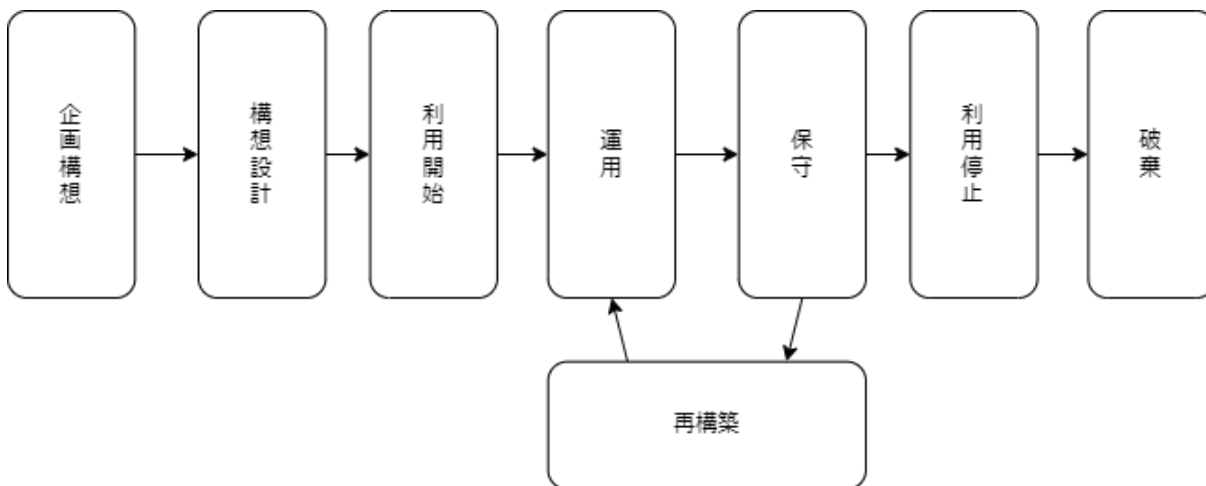 企画構想
構想設計
利用開始
運用
保守
利用停止
破棄
再構築